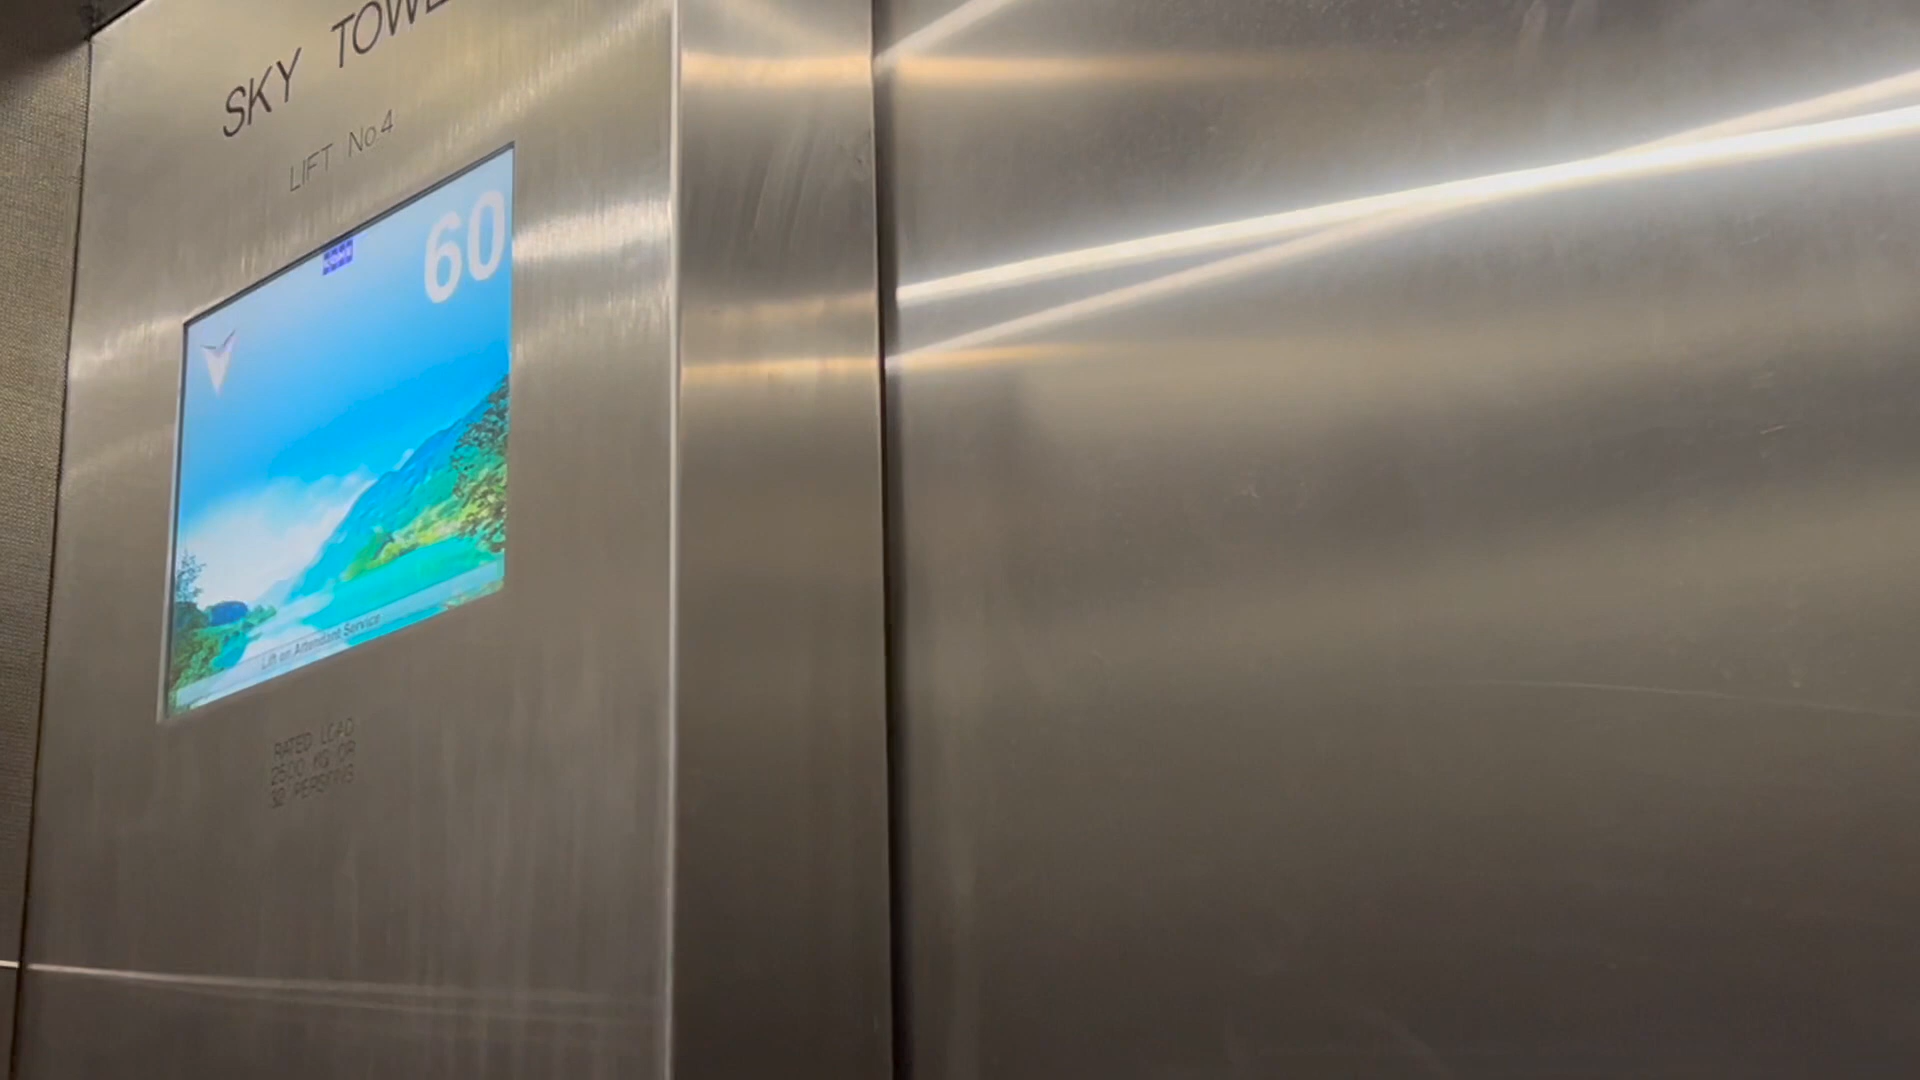 SKY TOWE
LIFT No.4
60
Lift on Attendant Service
RATED LOAD
2500 KG OR
32 PERSONS